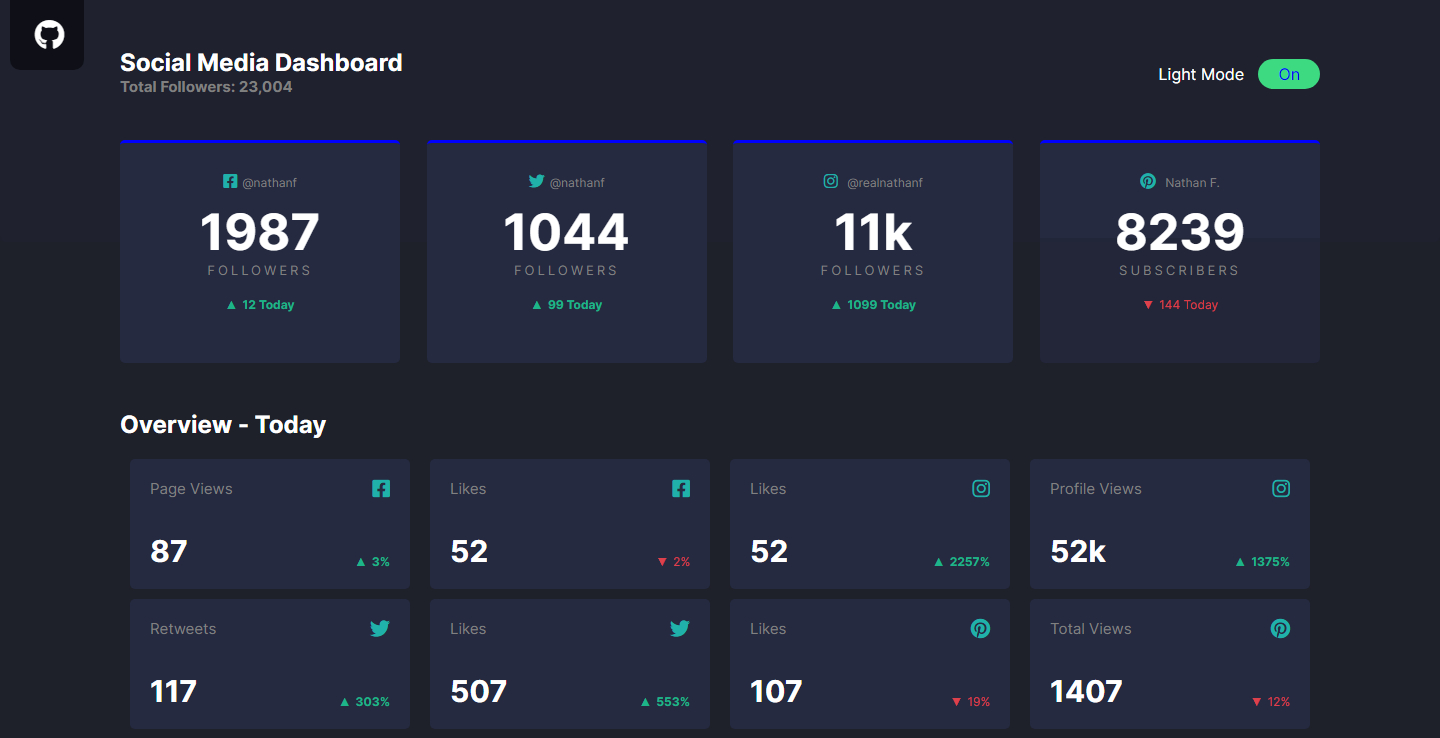 Social Media Dashboard
Total Followers: 23,004
Light Mode On
@nathanf
1987
FOLLOWERS
▲ 12 Today
@nathanf
1044
FOLLOWERS
▲ 99 Today
@realnathanf
11k
FOLLOWERS
▲ 1099 Today
Nathan F.
8239
SUBSCRIBERS
▼ 144 Today
Overview - Today
Page Views
87
▲ 3%
Likes
52
▼ 2%
Likes
52
▲ 2257%
Profile Views
52k
▲ 1375%
Retweets
117
▲ 303%
Likes
507
▲ 553%
Likes
107
▼ 19%
Total Views
1407
▼ 12%